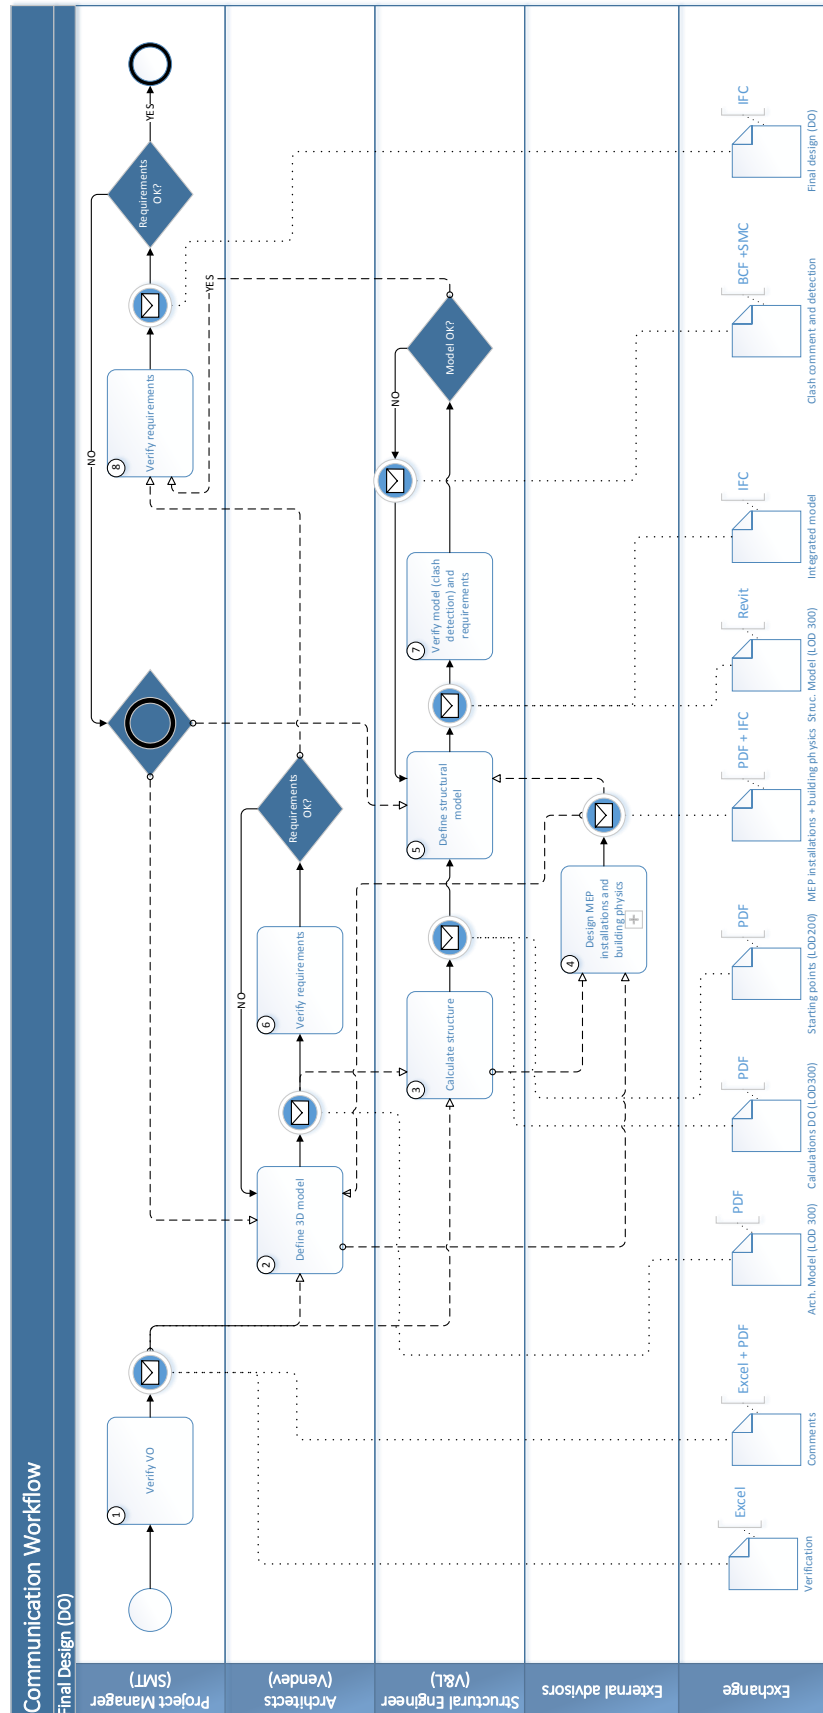 Communication Workflow
Final Design (DO)
Project Manager
(SMT)
Architects
(Vendev)
Structural Engineer
(V&L)
External advisors
Exchange
1
Verify VO
NO
8
Verify requirements
Requirements
OK?
YES
2
Define 3D model
NO
6
Verify requirements
Requirements
OK?
3
Calculate structure
5
Define structural
model
7
Verify model (clash
detection) and
requirements
NO
Model OK?
YES
4
Design MEP
installations and
building physics
Excel
Verification
Excel + PDF
Comments
PDF
Arch. Model (LOD 300)
PDF
Calculations DO (LOD300)
PDF
Starting points (LOD200)
PDF + IFC
MEP installations + building physics
Revit
Struc. Model (LOD 300)
IFC
Integrated model
BCF +SMC
Clash comment and detection
IFC
Final design (DO)